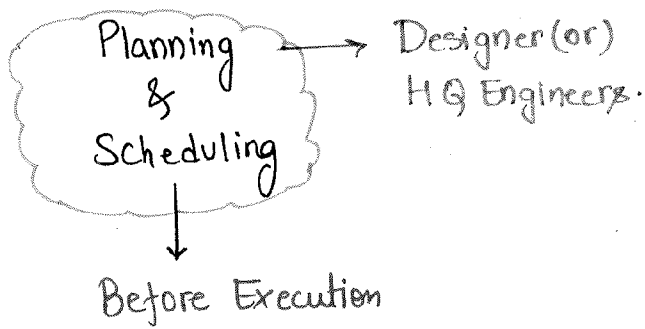 Planning
&
Scheduling
Designer (or)
HQ Engineers.
Before Execution